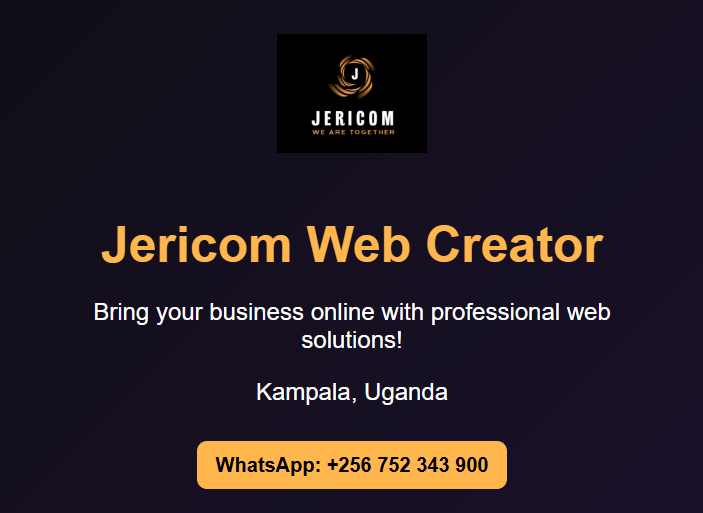 J
JERICOM
WE ARE TOGETHER
Jericom Web Creator
Bring your business online with professional web
solutions!
Kampala, Uganda
WhatsApp: +256 752 343 900